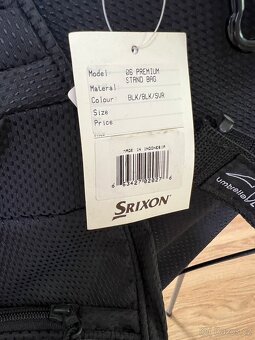 Model 06 PREMIUM
STAND BAG
Material
Colour BLK/BLK/SVR
Size
Price
MADE IN INDONESIA
SRIXON
umbrella